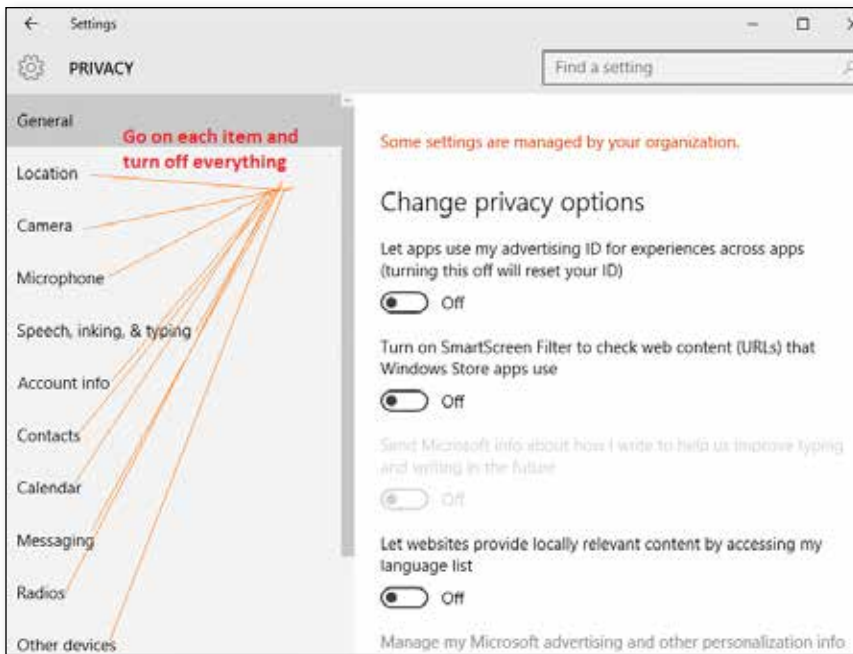 Settings
PRIVACY
Find a setting
General
Go on each item and
turn off everything
Location
Camera
Microphone
Speech, inking, & typing
Account info
Contacts
Calendar
Messaging
Radios
Other devices
Some settings are managed by your organization.
Change privacy options
Let apps use my advertising ID for experiences across apps
(turning this off will reset your ID)
Off
Turn on SmartScreen Filter to check web content (URLs) that
Windows Store apps use
Off
Send Microsoft info about how I write to help us improve typing
and writing in the future
Off
Let websites provide locally relevant content by accessing my
language list
Off
Manage my Microsoft advertising and other personalization info